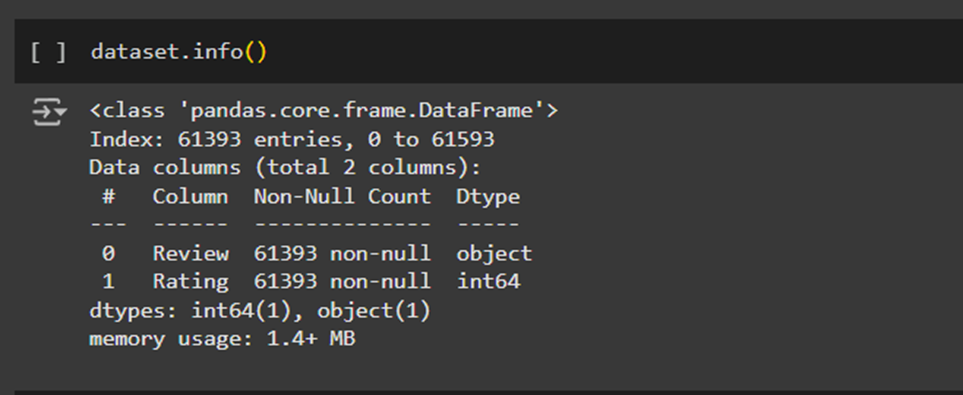 [ ] dataset.info()
<class 'pandas.core.frame.DataFrame'>
Index: 61393 entries, 0 to 61593
Data columns (total 2 columns):
 #   Column  Non-Null Count  Dtype
---  ------  --------------  -----
 0   Review  61393 non-null  object
 1   Rating  61393 non-null  int64
dtypes: int64(1), object(1)
memory usage: 1.4+ MB